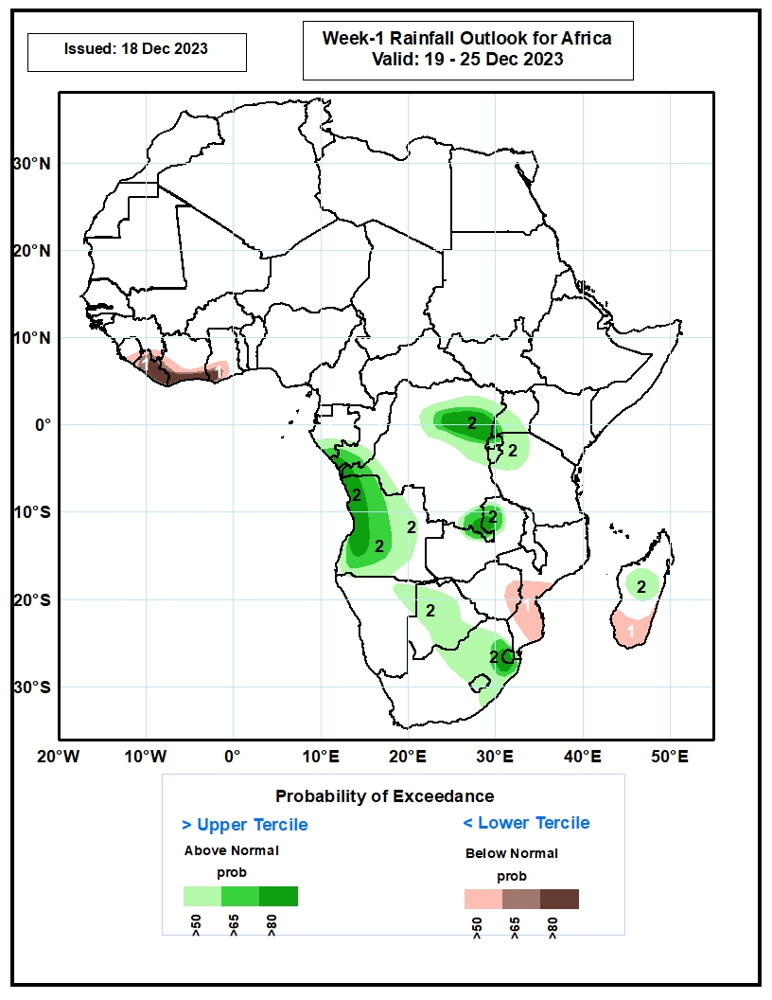 Issued: 18 Dec 2023
Week-1 Rainfall Outlook for Africa
Valid: 19 - 25 Dec 2023
30°N
20°N
10°N
0°
10°S
20°S
30°S
20°W
10°W
0°
10°E
20°E
30°E
40°E
50°E
1
1
2
2
2
2
2
2
2
1
2
1
2
Probability of Exceedance
> Upper Tercile
< Lower Tercile
Above Normal
Below Normal
prob
prob
>50
>65
>80
>50
>65
>80